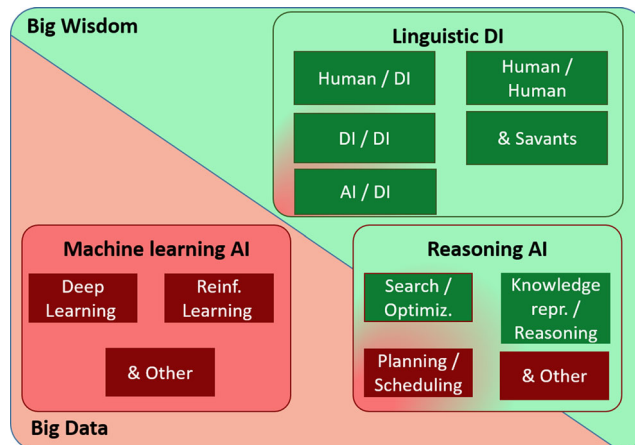 Big Wisdom
Linguistic DI
Human / DI
Human /
Human
DI / DI
& Savants
AI / DI
Machine learning AI
Deep
Learning
Reinf.
Learning
& Other
Reasoning AI
Search /
Optimiz.
Knowledge
repr. /
Reasoning
Planning /
Scheduling
& Other
Big Data